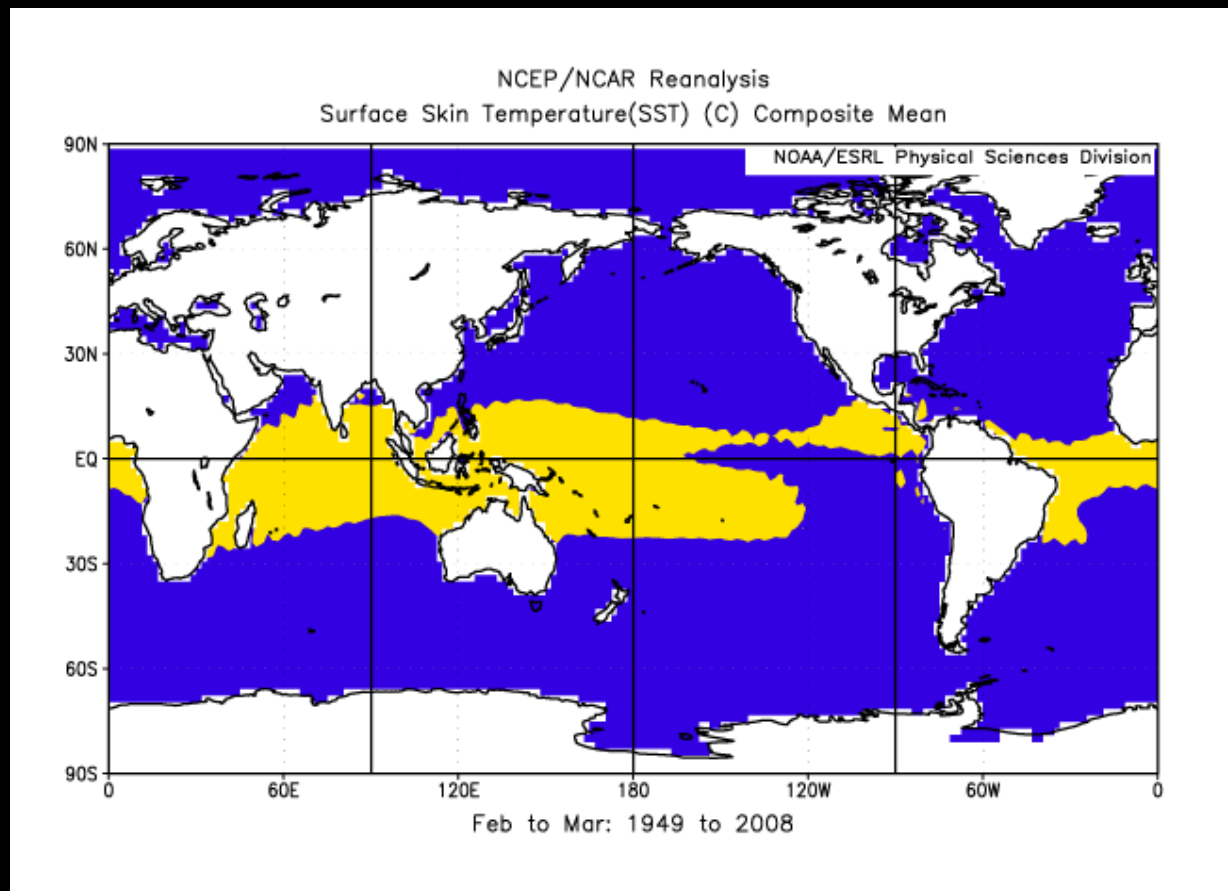 NCEP/NCAR Reanalysis
Surface Skin Temperature(SST) (C) Composite Mean
NOAA/ESRL Physical Sciences Division
90N
60N
30N
EQ
30S
60S
90S
0 60E 120E 180 120W 60W 0
Feb to Mar: 1949 to 2008